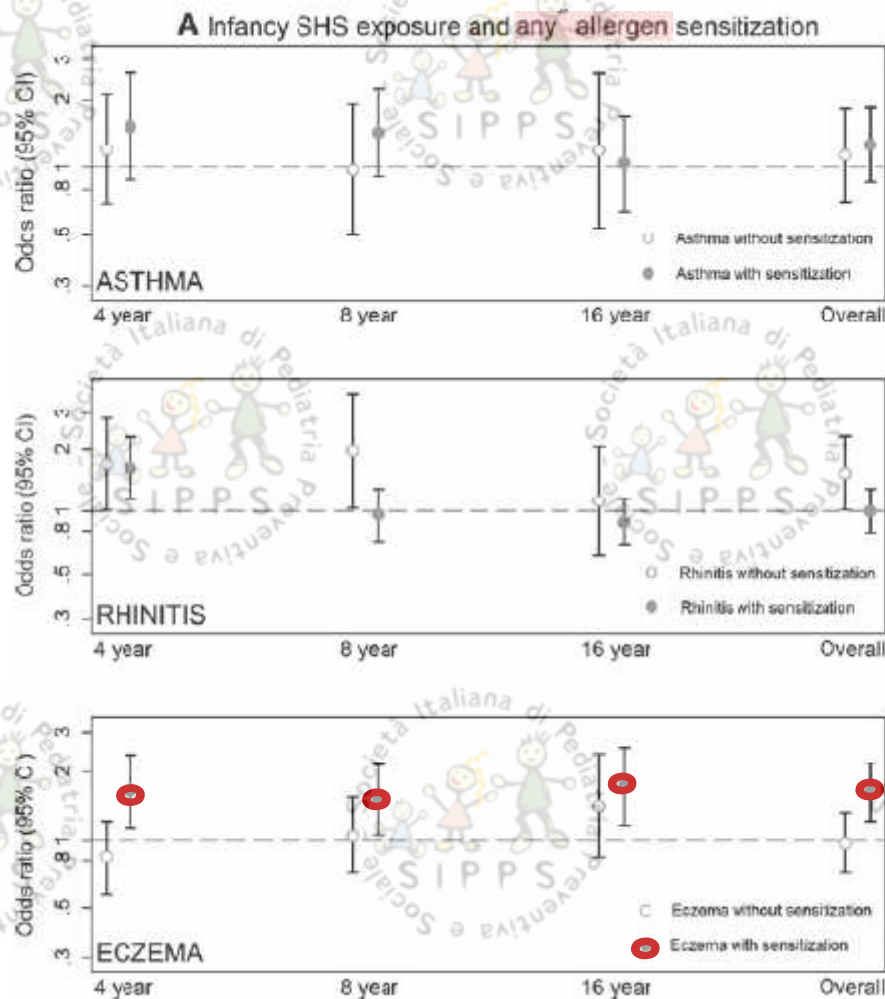 A Infancy SHS exposure and any* allergen sensitization
Odds ratio (95% CI)
3
2
1
.8
.5
.3
Asthma without sensitization
Asthma with sensitization
ASTHMA
4 year 8 year 16 year Overall
Odds ratio (95% CI)
3
2
1
.8
.5
.3
Rhinitis without sensitization
Rhinitis with sensitization
RHINITIS
4 year 8 year 16 year Overall
Odds ratio (95% C )
3
2
1
.8
.5
.3
Eczema without sensitization
Eczema with sensitization
ECZEMA
4 year 8 year 16 year Overall
Società Italiana di Pediatria Preventiva e Sociale
SIPPS